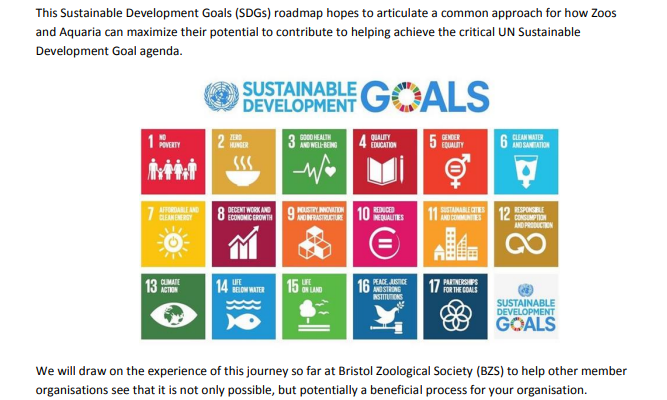 This Sustainable Development Goals (SDGs) roadmap hopes to articulate a common approach for how Zoos
and Aquaria can maximize their potential to contribute to helping achieve the critical UN Sustainable
Development Goal agenda.
SUSTAINABLE
DEVELOPMENT GOALS
1 NO
POVERTY
2 ZERO
HUNGER
3 GOOD HEALTH
AND WELL-BEING
4 QUALITY
EDUCATION
5 GENDER
EQUALITY
6 CLEAN WATER
AND SANITATION
7 AFFORDABLE AND
CLEAN ENERGY
8 DECENT WORK AND
ECONOMIC GROWTH
9 INDUSTRY, INNOVATION
AND INFRASTRUCTURE
10 REDUCED
INEQUALITIES
11 SUSTAINABLE CITIES
AND COMMUNITIES
12 RESPONSIBLE
CONSUMPTION
AND PRODUCTION
13 CLIMATE
ACTION
14 LIFE
BELOW WATER
15 LIFE
ON LAND
16 PEACE, JUSTICE
AND STRONG
INSTITUTIONS
17 PARTNERSHIPS
FOR THE GOALS
SUSTAINABLE
DEVELOPMENT
GOALS
We will draw on the experience of this journey so far at Bristol Zoological Society (BZS) to help other member
organisations see that it is not only possible, but potentially a beneficial process for your organisation.